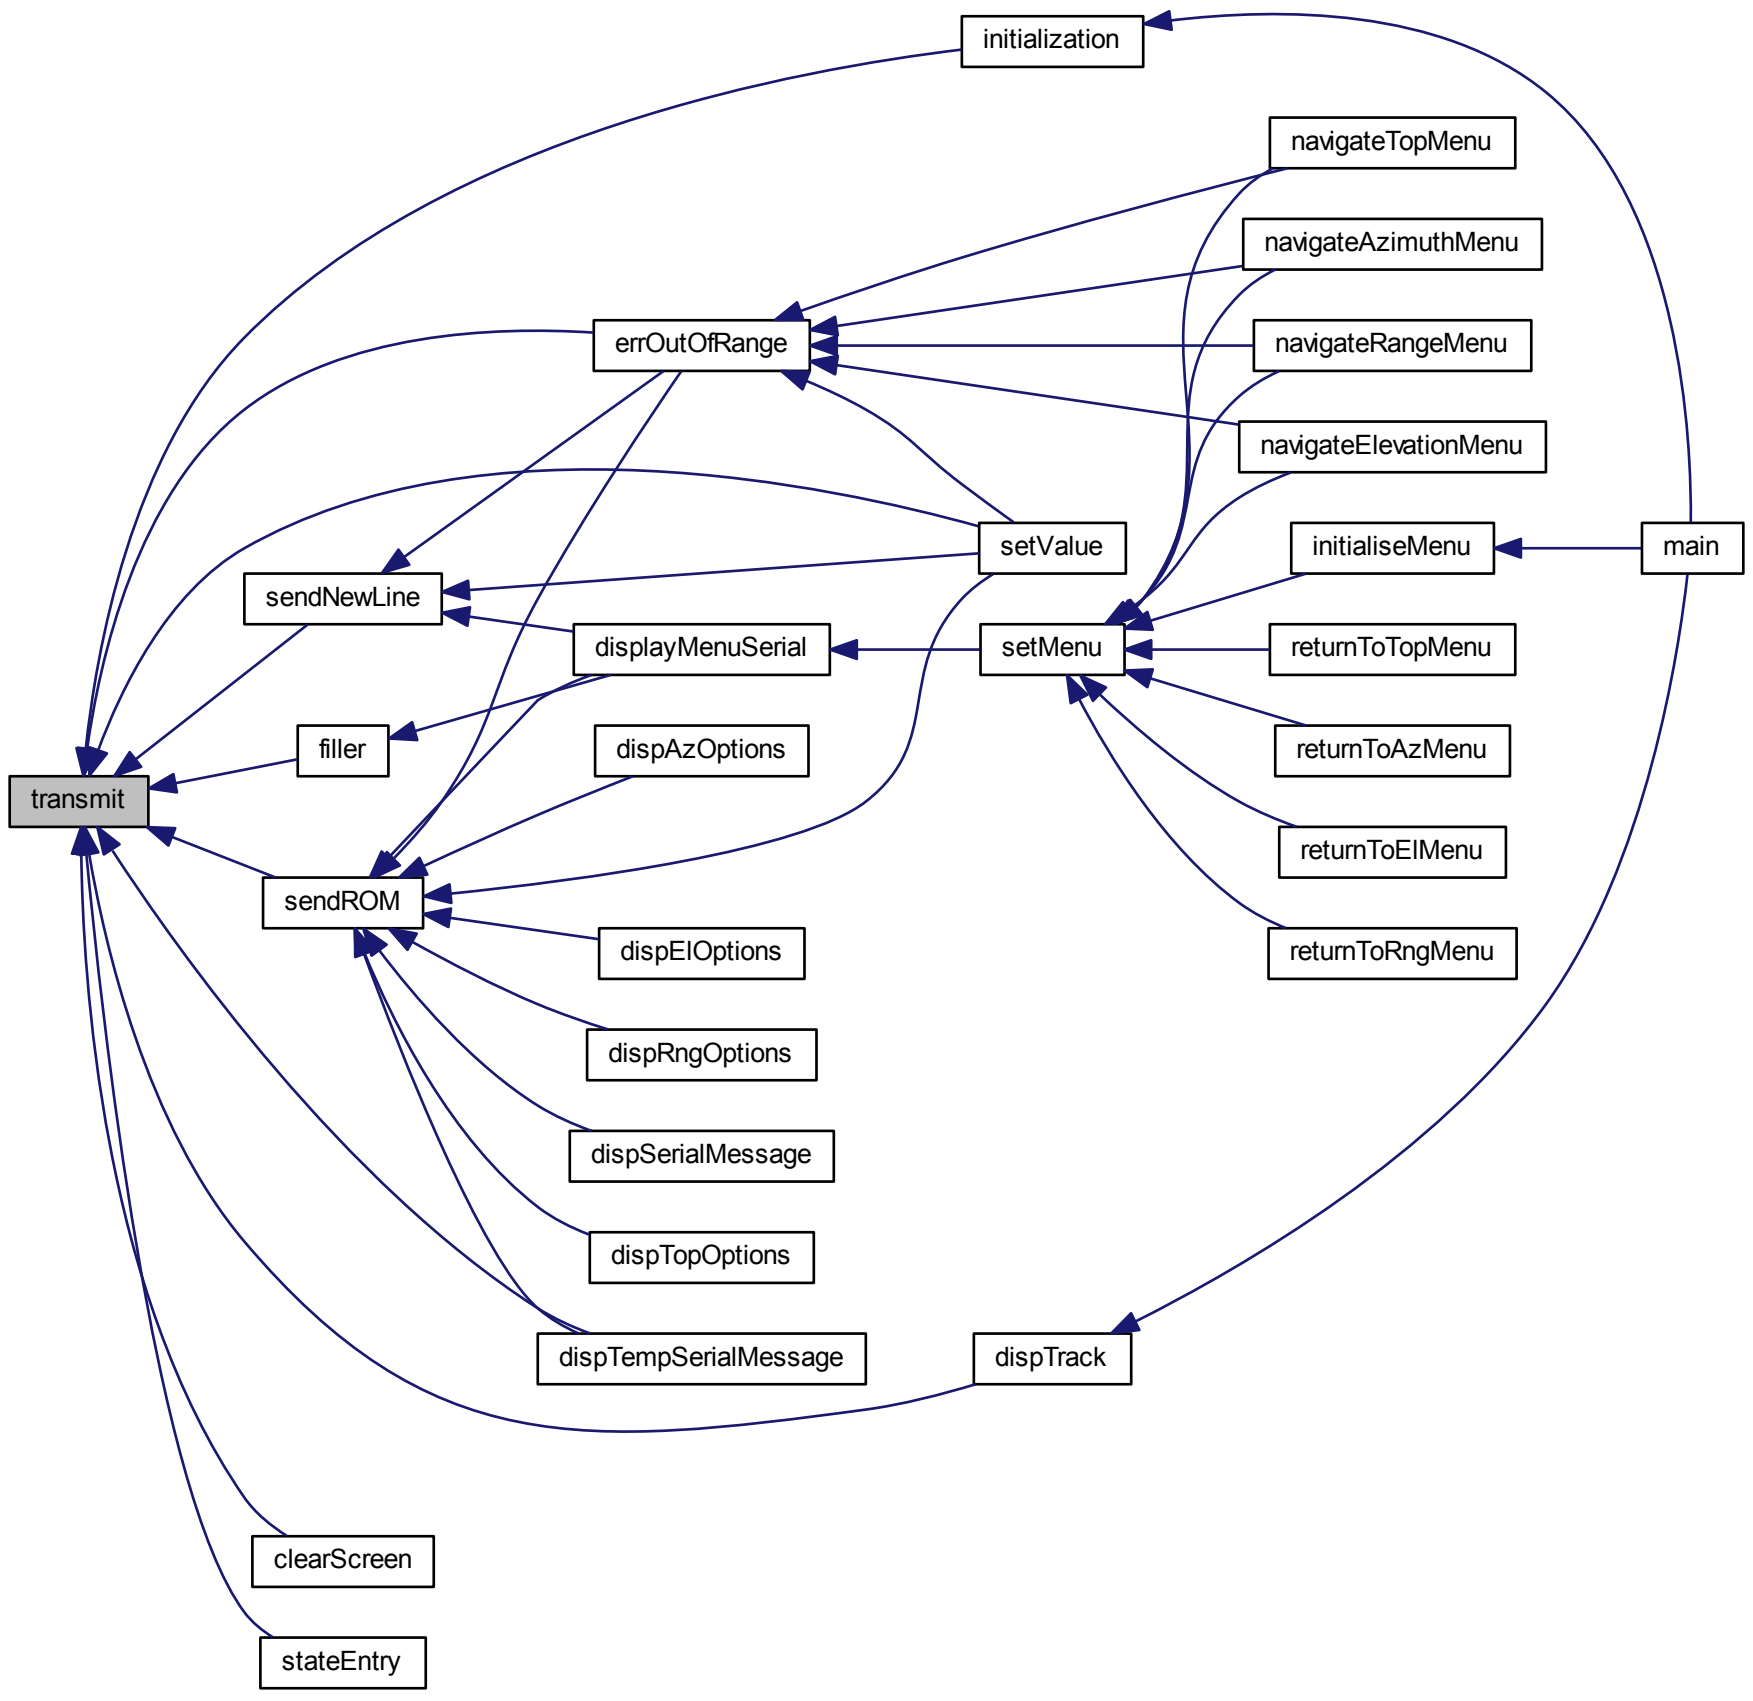 initialization
navigateTopMenu
navigateAzimuthMenu
errOutOfRange
navigateRangeMenu
navigateElevationMenu
setValue
initialiseMenu
main
sendNewLine
displayMenuSerial
setMenu
returnToTopMenu
filler
dispAzOptions
returnToAzMenu
transmit
returnToElMenu
sendROM
dispElOptions
returnToRngMenu
dispRngOptions
dispSerialMessage
dispTopOptions
dispTempSerialMessage
dispTrack
clearScreen
stateEntry